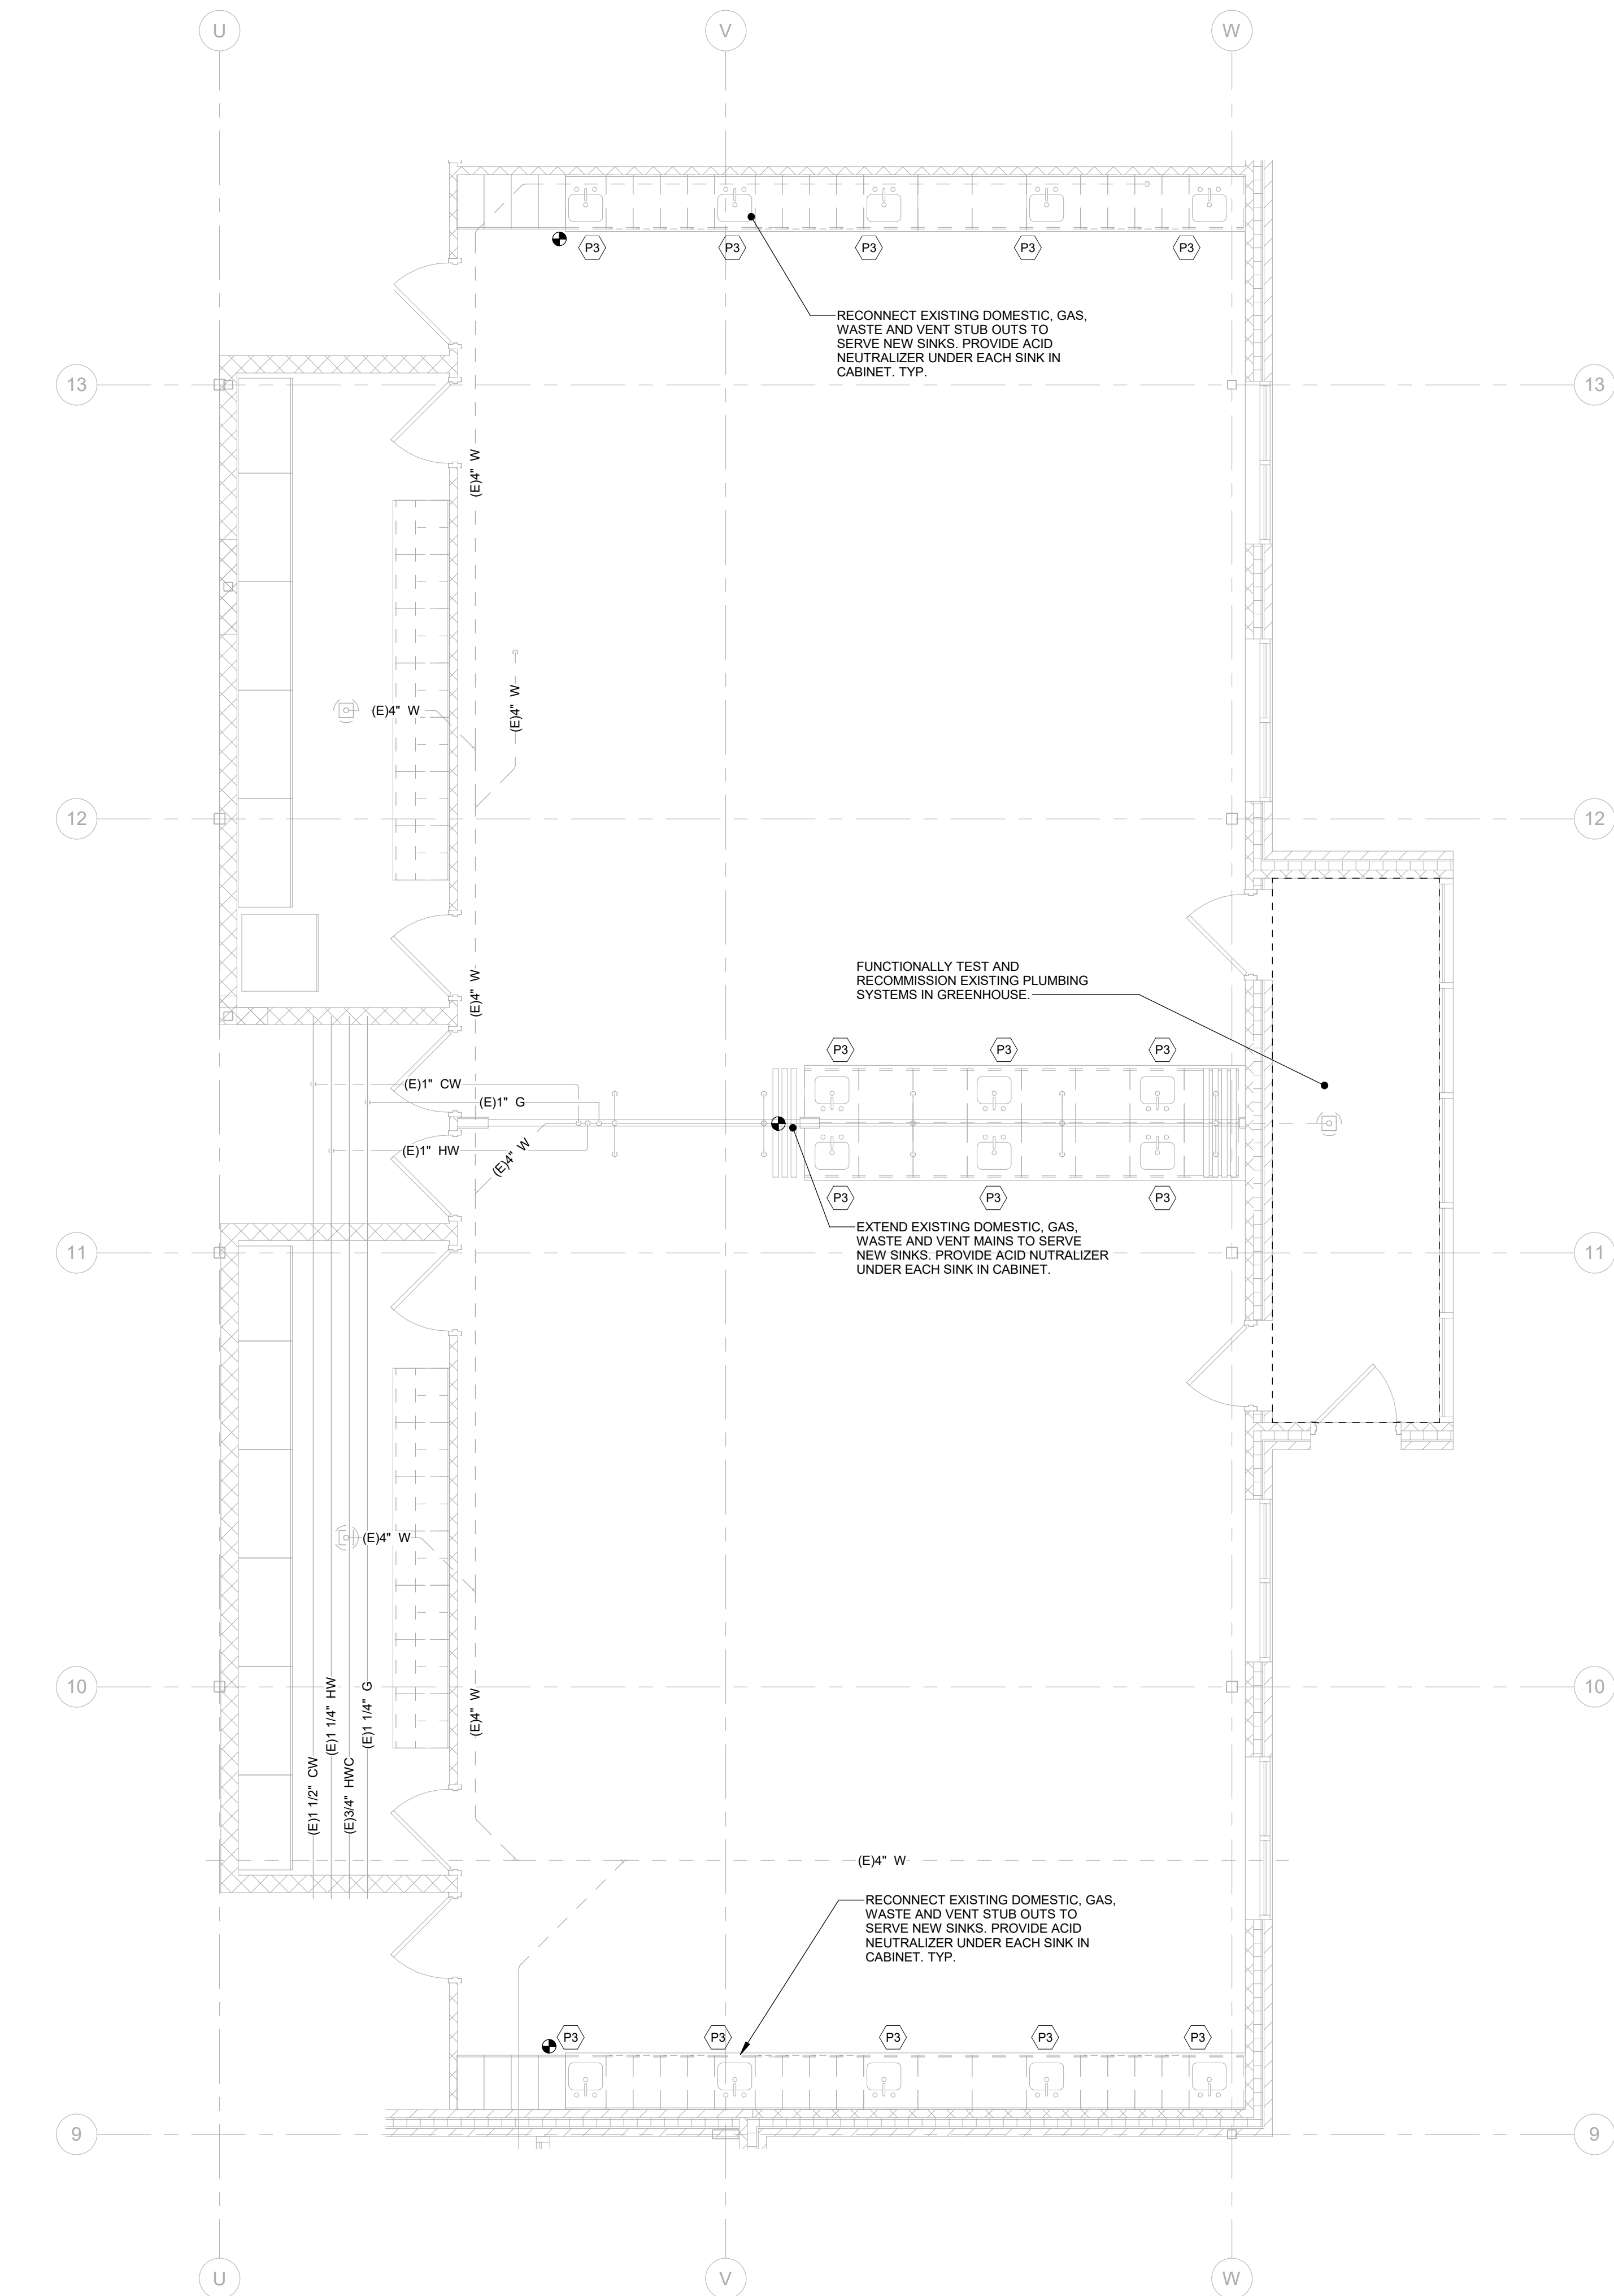 U
V
W
P3
P3
P3
P3
P3
RECONNECT EXISTING DOMESTIC, GAS,
WASTE AND VENT STUB OUTS TO
SERVE NEW SINKS. PROVIDE ACID
NEUTRALIZER UNDER EACH SINK IN
CABINET. TYP.
13
13
(E)4" W
(E)4" W
(E)4" W
12
12
FUNCTIONALLY TEST AND
RECOMMISSION EXISTING PLUMBING
SYSTEMS IN GREENHOUSE.
(E)4" W
P3
P3
P3
(E)1" CW
(E)1" G
(E)1" HW
(E)4" W
P3
P3
P3
EXTEND EXISTING DOMESTIC, GAS,
WASTE AND VENT MAINS TO SERVE
NEW SINKS. PROVIDE ACID NUTRALIZER
UNDER EACH SINK IN CABINET.
11
11
(E)4" W
10
10
(E)1 1/2" CW
(E)1 1/4" HW
(E)3/4" HWC
(E)1 1/4" G
(E)4" W
(E)4" W
RECONNECT EXISTING DOMESTIC, GAS,
WASTE AND VENT STUB OUTS TO
SERVE NEW SINKS. PROVIDE ACID
NEUTRALIZER UNDER EACH SINK IN
CABINET. TYP.
P3
P3
P3
P3
P3
9
9
U
V
W